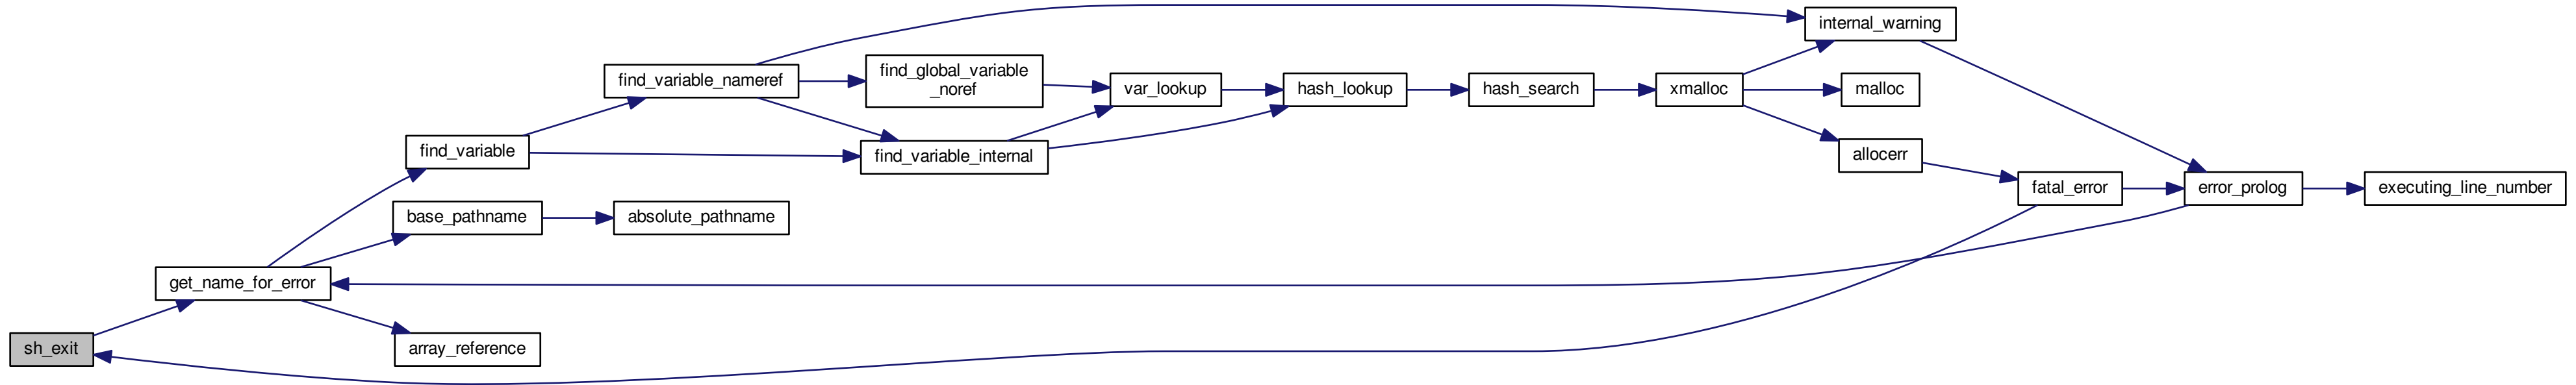 internal_warning
find_global_variable
_noref
find_variable_nameref
var_lookup
hash_lookup
hash_search
xmalloc
malloc
find_variable
find_variable_internal
allocerr
fatal_error
error_prolog
executing_line_number
base_pathname
absolute_pathname
get_name_for_error
sh_exit
array_reference